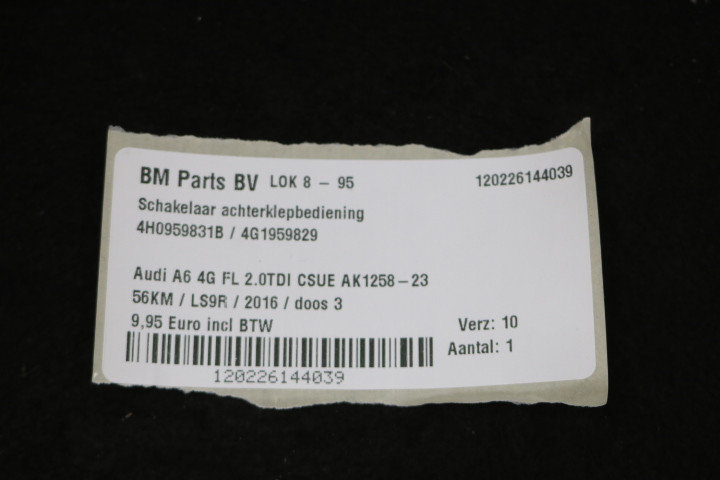 BM Parts BV LOK 8 - 95 120226144039
Schakelaar achterklepbediening
4H0959831B / 4G1959829
Audi A6 4G FL 2.0TDI CSUE AK1258-23
56KM / LS9R / 2016 / doos 3
9,95 Euro incl BTW Verz: 10
Aantal: 1
120226144039